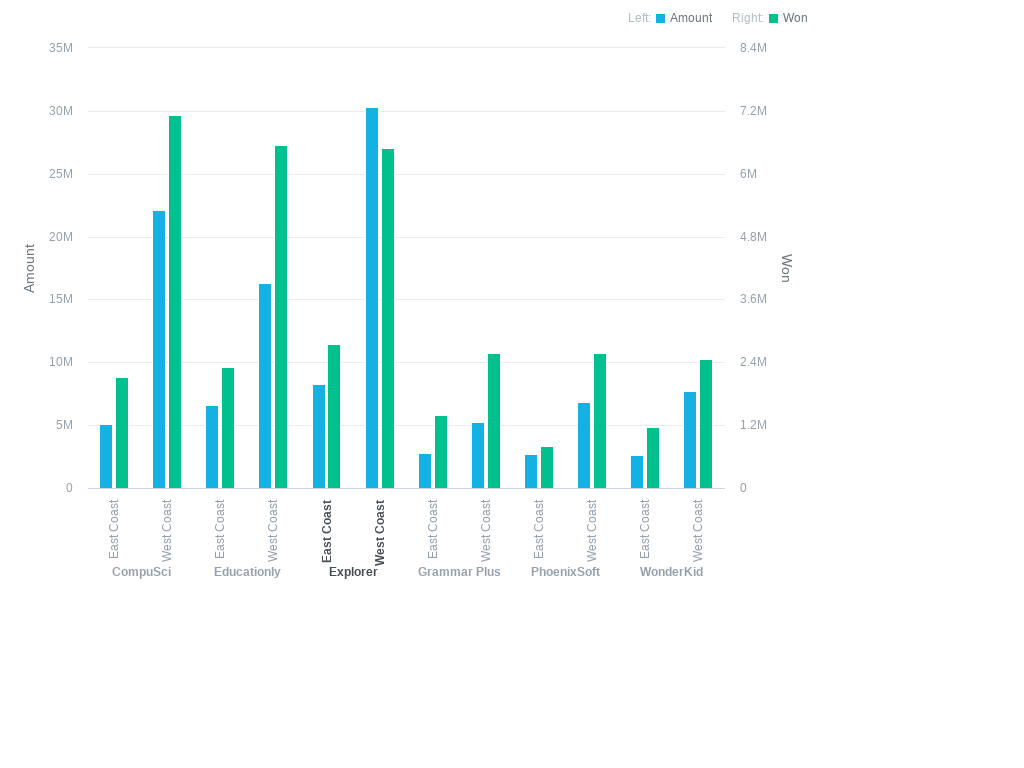 Left: Amount Right: Won
35M 8.4M
30M 7.2M
25M 6M
20M 4.8M
15M 3.6M
10M 2.4M
5M 1.2M
0 0
Amount
Won
East Coast West Coast East Coast West Coast East Coast West Coast East Coast West Coast East Coast West Coast East Coast West Coast
CompuSci Educationly Explorer Grammar Plus PhoenixSoft WonderKid